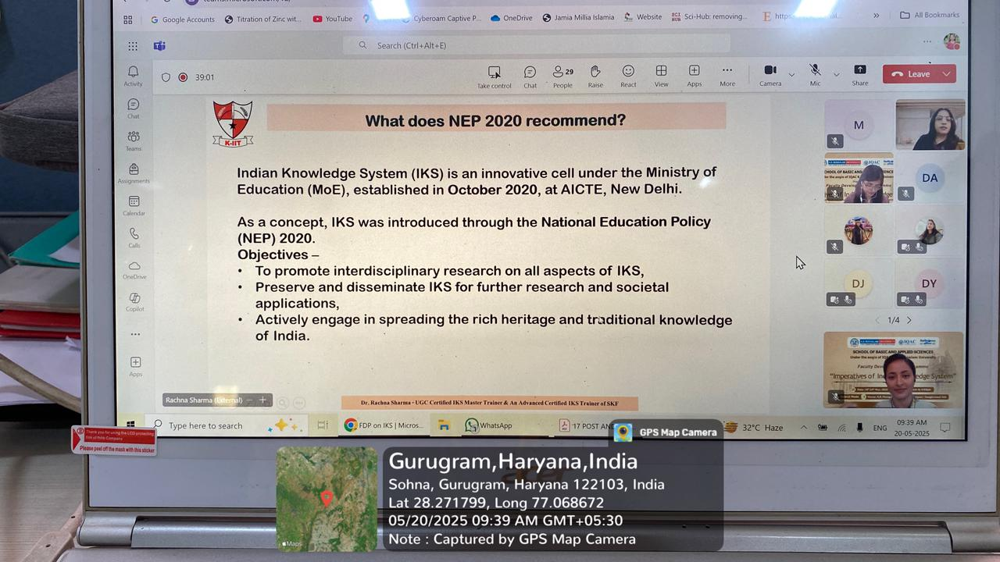 teams.microsoft.com/v2/
Google Accounts
Titration of Zinc wit...
YouTube
Cyberoam Captive P...
OneDrive
Jamia Millia Islamia
Website
Sci-Hub: removing...
All Bookmarks
Search (Ctrl+Alt+E)
39:01
Take control
Chat
29
People
Raise
React
View
Apps
More
Camera
Mic
Share
Leave
Activity
Chat
Teams
Assignments
Calendar
Calls
OneDrive
Copilot
Apps
K-IIT
What does NEP 2020 recommend?
Indian Knowledge System (IKS) is an innovative cell under the Ministry of
Education (MoE), established in October 2020, at AICTE, New Delhi.
As a concept, IKS was introduced through the National Education Policy
(NEP) 2020.
Objectives –
• To promote interdisciplinary research on all aspects of IKS,
• Preserve and disseminate IKS for further research and societal
applications,
• Actively engage in spreading the rich heritage and traditional knowledge
of India.
Rachna Sharma (External)
Dr. Rachna Sharma - UGC Certified IKS Master Trainer & An Advanced Certified IKS Trainer of SKF
M
DA
DJ
DY
1/4
IQAC
SCHOOL OF BASIC AND APPLIED SCIENCES
Type here to search
FDP on IKS | Micros...
WhatsApp
17 POST AN
32°C Haze
ENG
09:39 AM
20-05-2025
Thank you for using the LCD protecting
film of Polite Company
Please peel off the mask with this sticker
acer
GPS Map Camera
Gurugram,Haryana,India
Sohna, Gurugram, Haryana 122103, India
Lat 28.271799, Long 77.068672
05/20/2025 09:39 AM GMT+05:30
Note : Captured by GPS Map Camera
Maps